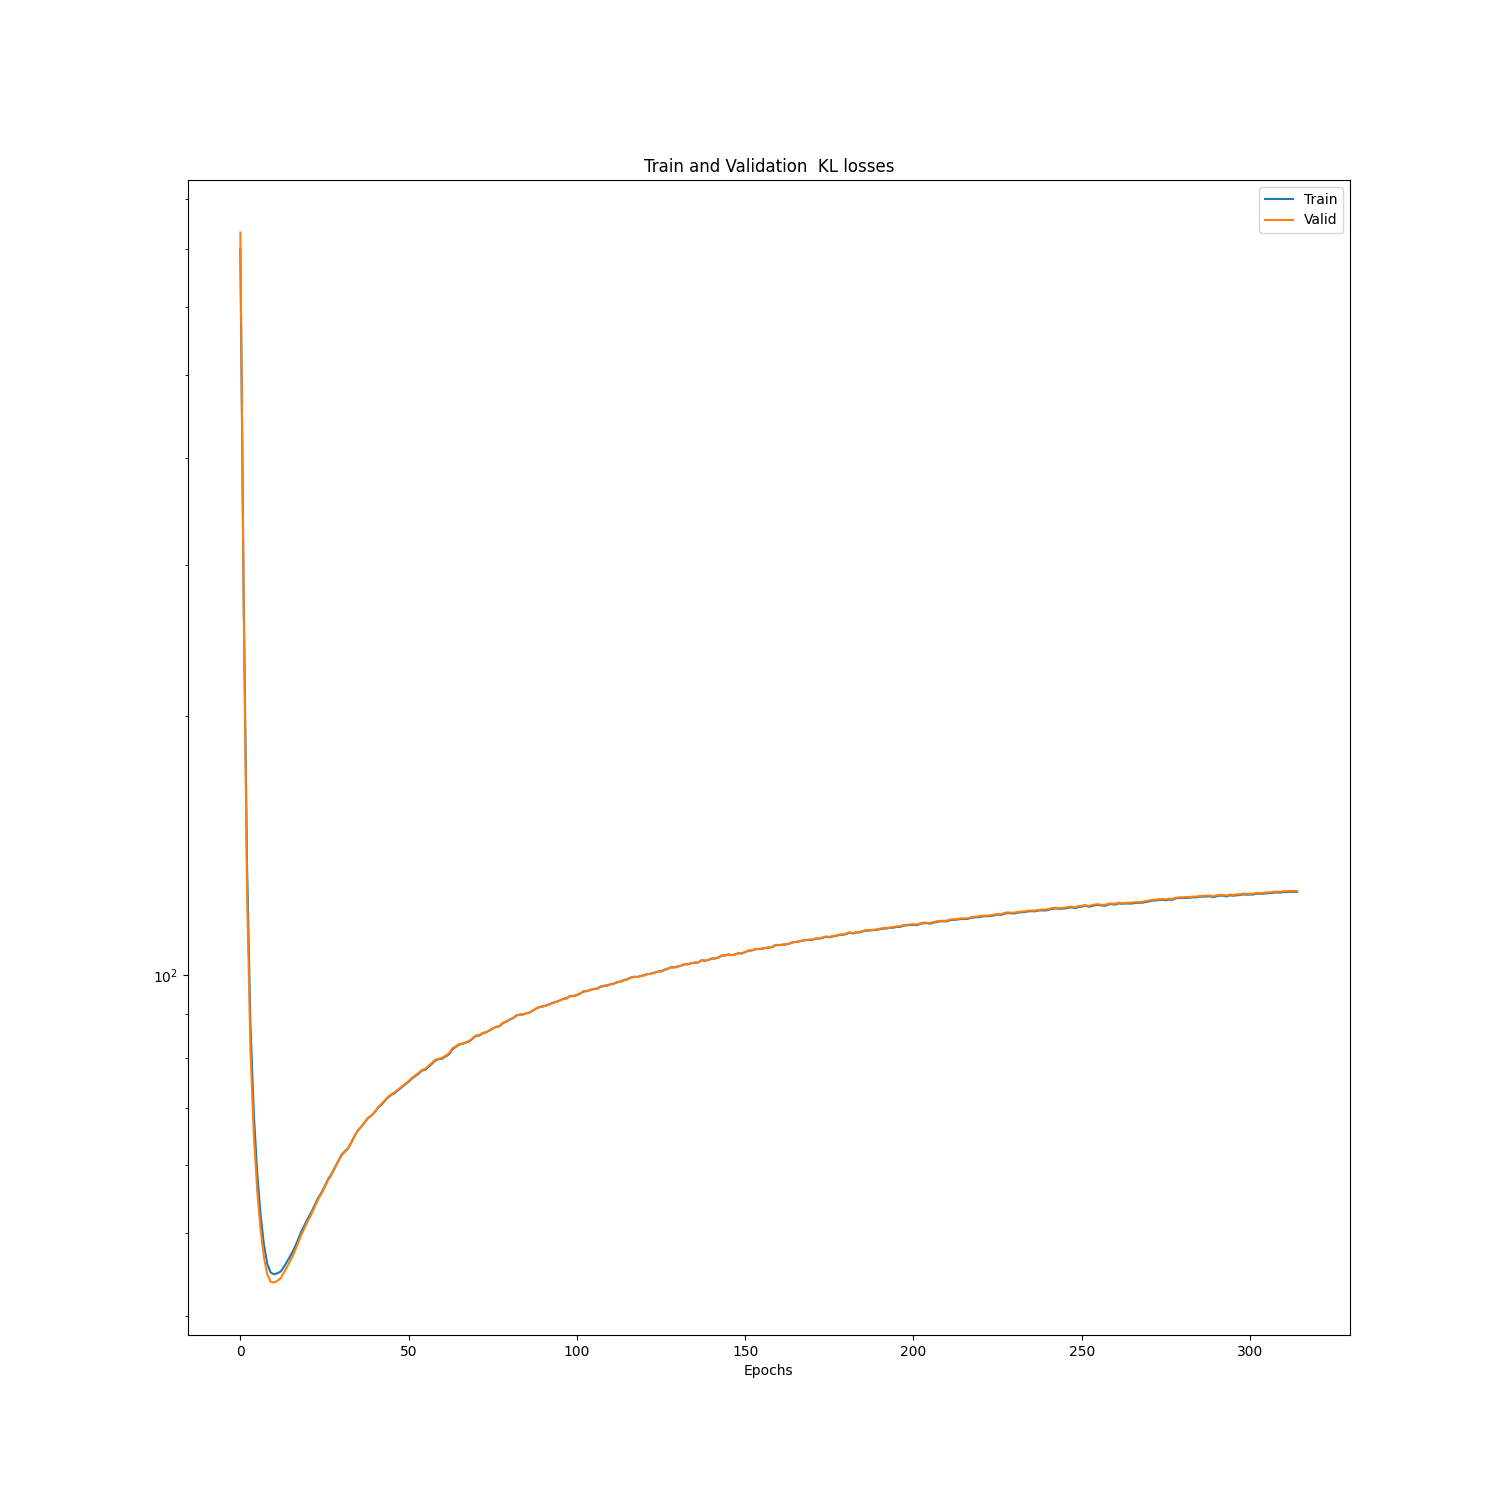 Train and Validation  KL losses
Train
Valid
10²
0 50 100 150 200 250 300
Epochs